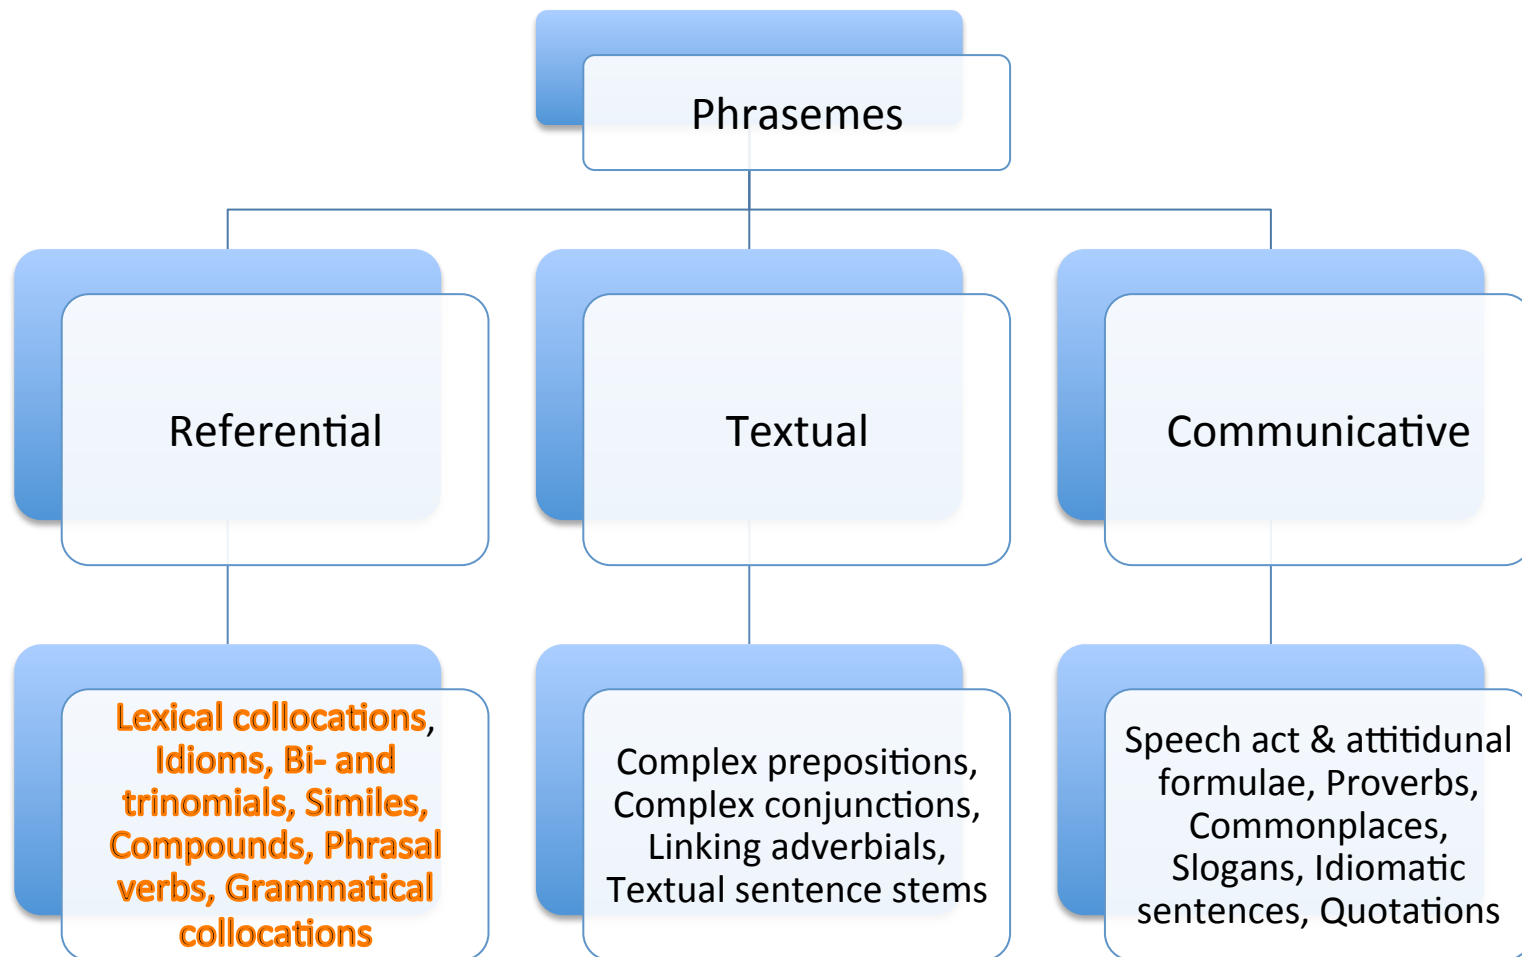 Phrasemes
Referential
Textual
Communicative
Lexical collocations,
Idioms, Bi- and
trinomials, Similes,
Compounds, Phrasal
verbs, Grammatical
collocations
Complex prepositions,
Complex conjunctions,
Linking adverbials,
Textual sentence stems
Speech act & attitidunal
formulae, Proverbs,
Commonplaces,
Slogans, Idiomatic
sentences, Quotations